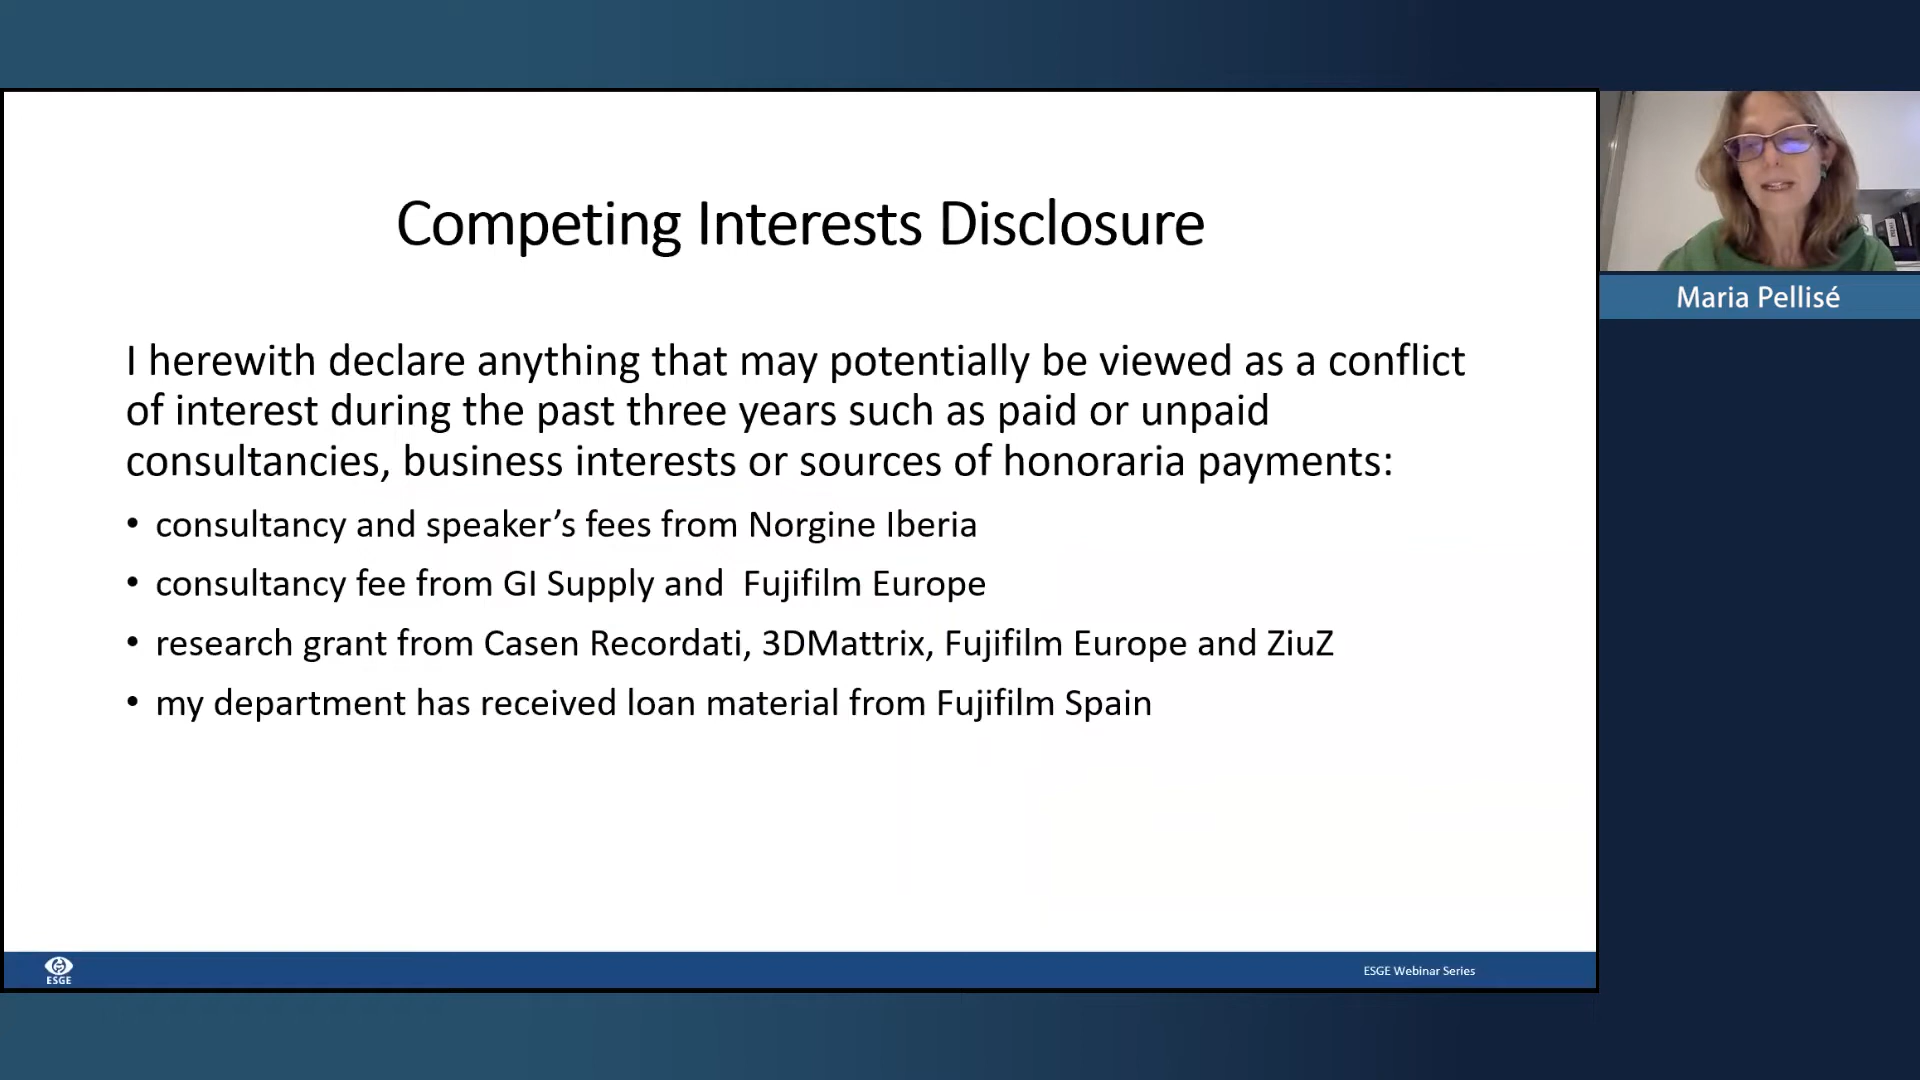 Competing Interests Disclosure
Maria Pellisé
I herewith declare anything that may potentially be viewed as a conflict
of interest during the past three years such as paid or unpaid
consultancies, business interests or sources of honoraria payments:
• consultancy and speaker’s fees from Norgine Iberia
• consultancy fee from GI Supply and  Fujifilm Europe
• research grant from Casen Recordati, 3DMattrix, Fujifilm Europe and ZiuZ
• my department has received loan material from Fujifilm Spain
ESGE
ESGE Webinar Series